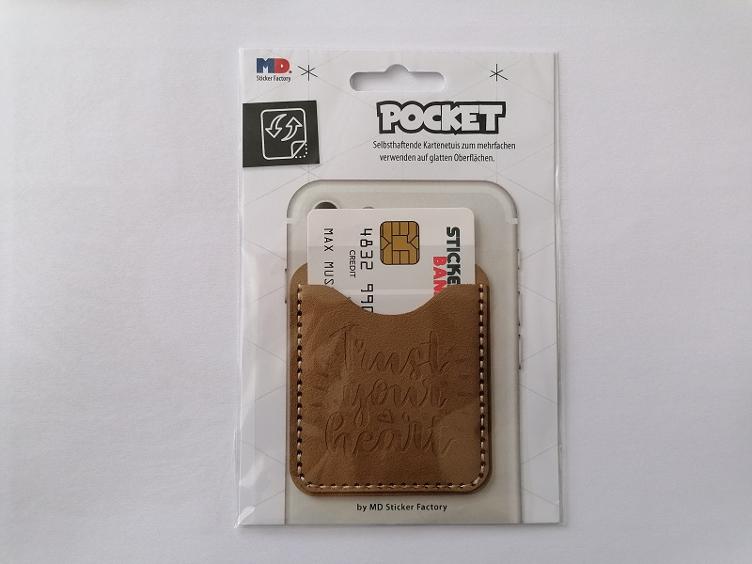 MD.
Sticker Factory
POCKET
Selbsthaftende Kartenetuis zum mehrfachen
verwenden auf glatten Oberflächen.
STICKE
BAN
4832 990
CREDIT
MAX MUS
Trust
your
heart
by MD Sticker Factory